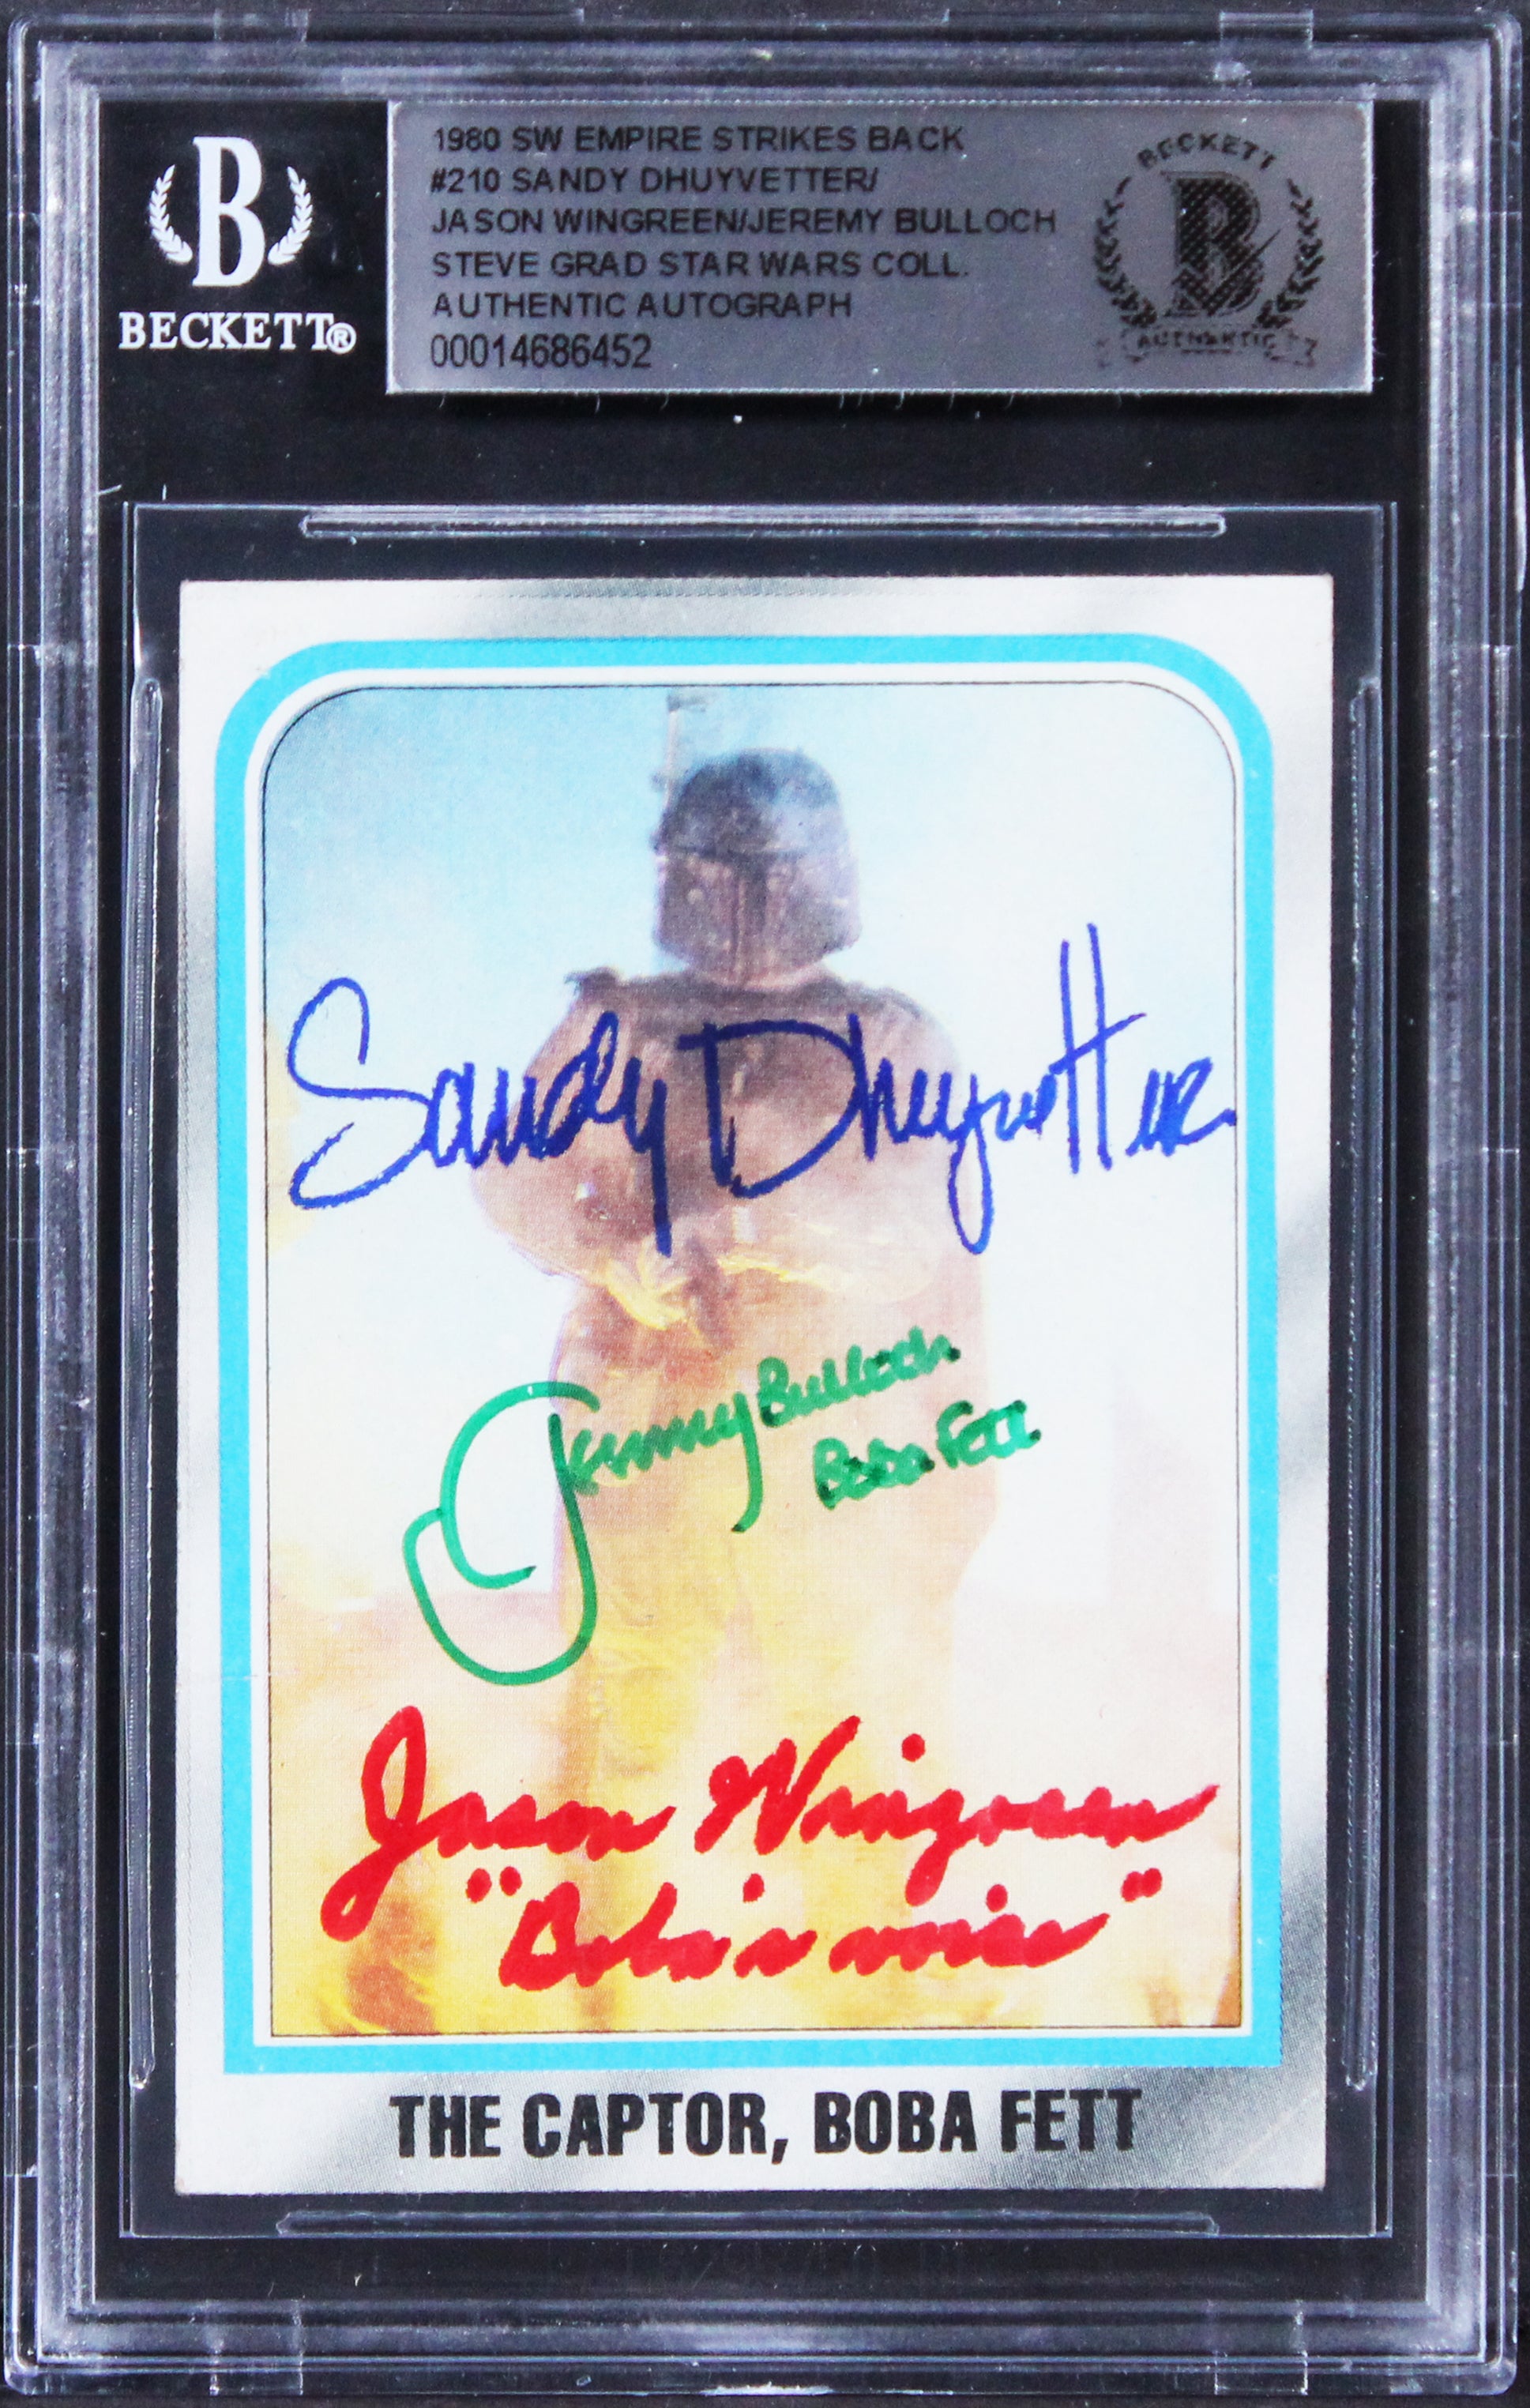 B
BECKETT®
1980 SW EMPIRE STRIKES BACK
#210 SANDY DHUYVETTER/
JASON WINGREEN/JEREMY BULLOCH
STEVE GRAD STAR WARS COLL.
AUTHENTIC AUTOGRAPH
00014686452
BECKETT
B
AUTHENTIC
Sandy Dhuyvetter
Jeremy Bulloch
Boba Fett
Jason Wingreen
"Boba's voice"
THE CAPTOR, BOBA FETT